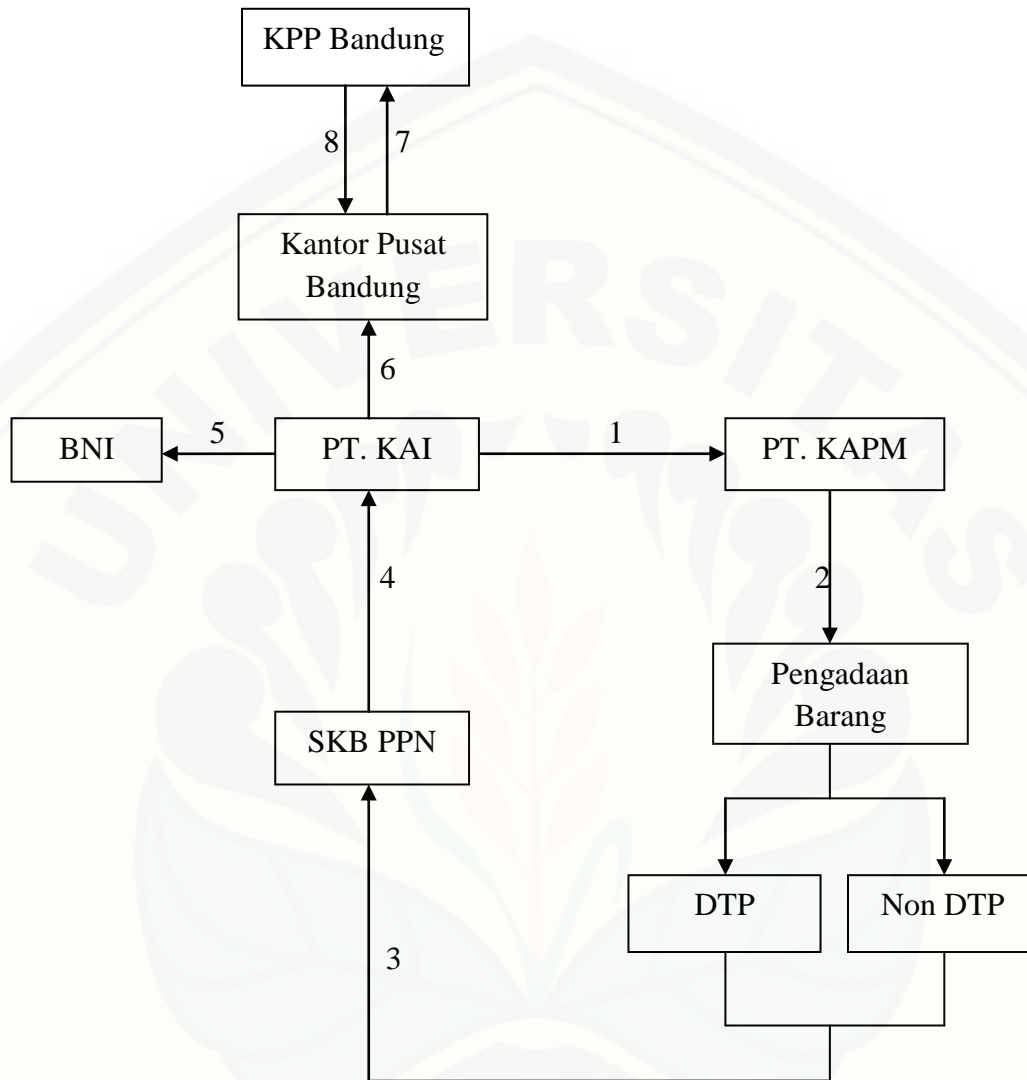 KPP Bandung
8
7
Kantor Pusat
Bandung
6
BNI
5
PT. KAI
1
PT. KAPM
4
2
Pengadaan
Barang
SKB PPN
DTP
Non DTP
3
UNIVERSITAS